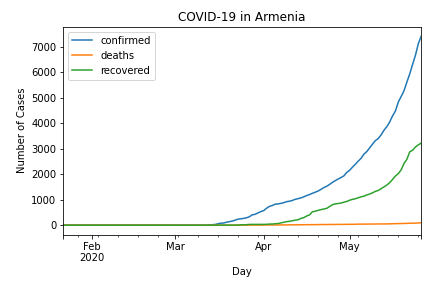 COVID-19 in Armenia
confirmed
deaths
recovered
Number of Cases
7000
6000
5000
4000
3000
2000
1000
0
Feb
2020
Mar
Apr
May
Day